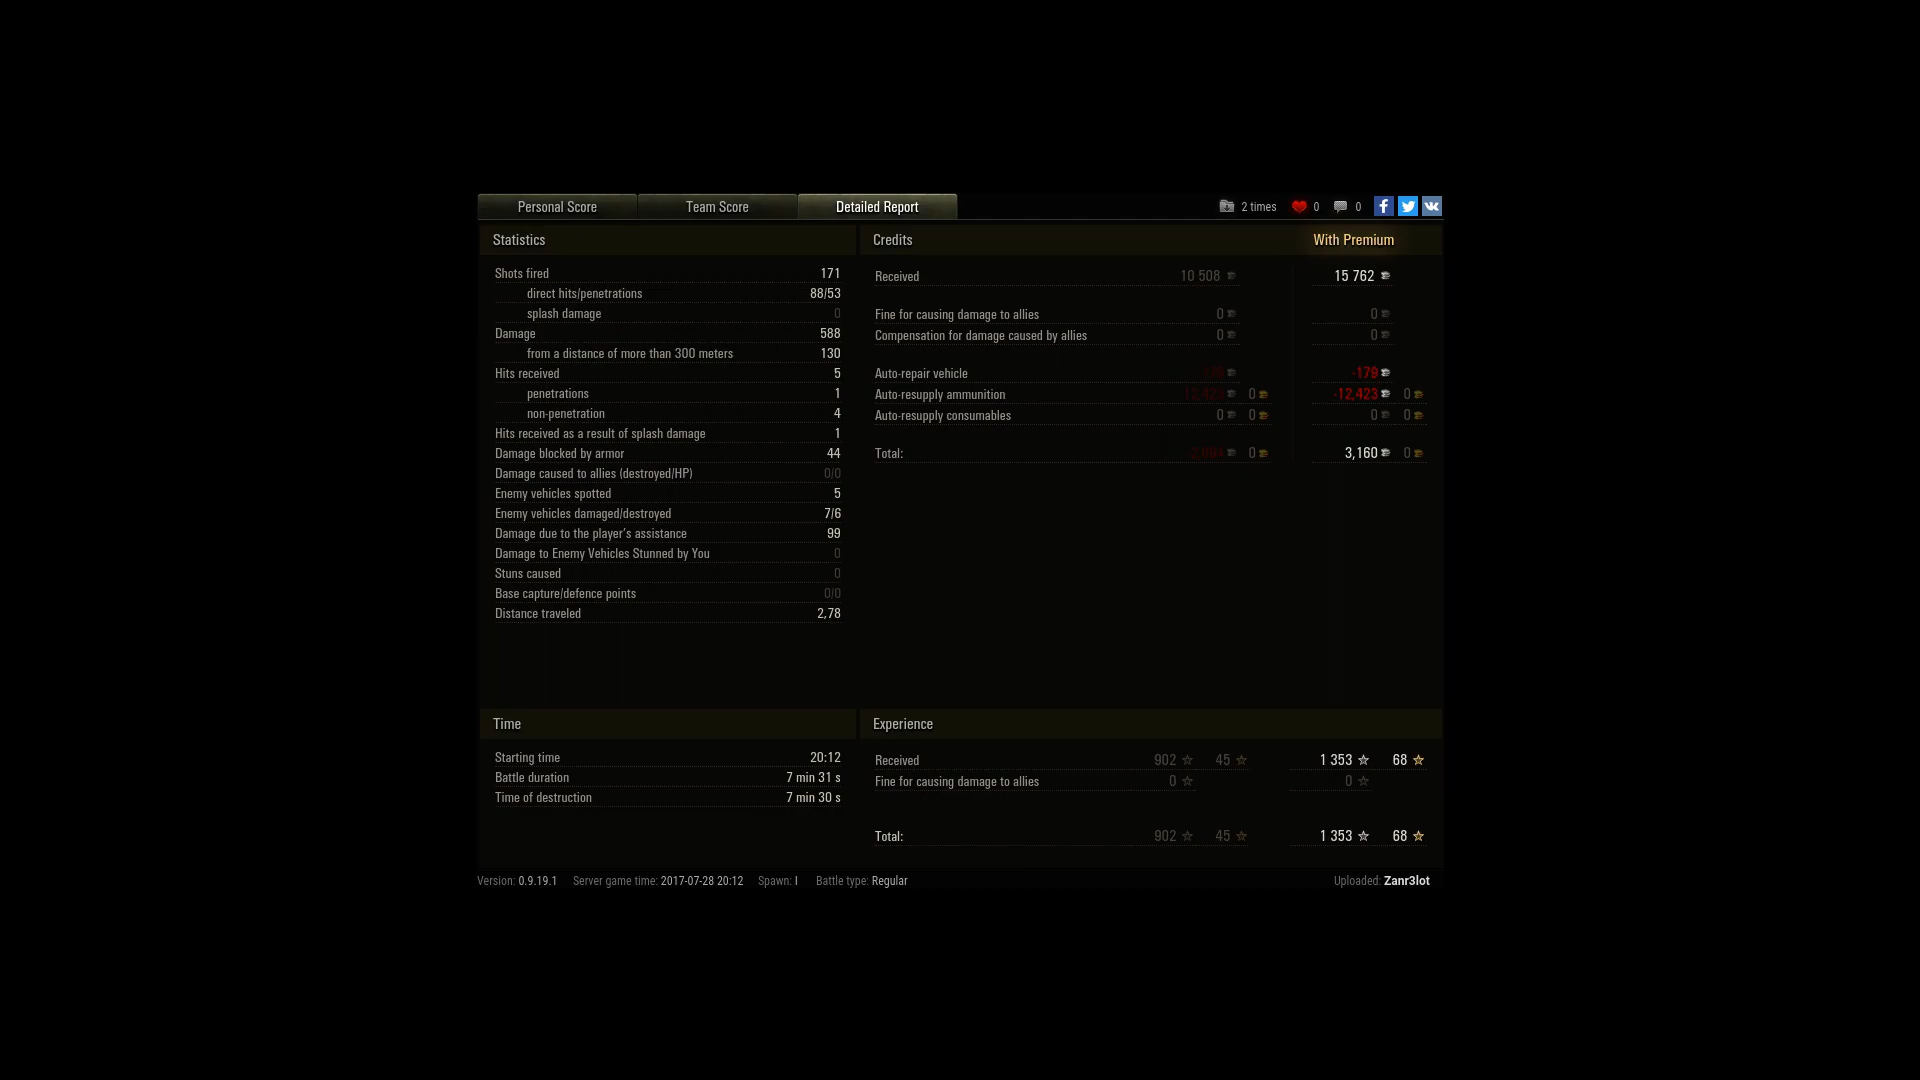 Personal Score Team Score Detailed Report 2 times 0 0
Statistics
Shots fired 171
direct hits/penetrations 88/53
splash damage 0
Damage 588
from a distance of more than 300 meters 130
Hits received 5
penetrations 1
non-penetration 4
Hits received as a result of splash damage 1
Damage blocked by armor 44
Damage caused to allies (destroyed/HP) 0/0
Enemy vehicles spotted 5
Enemy vehicles damaged/destroyed 7/6
Damage due to the player's assistance 99
Damage to Enemy Vehicles Stunned by You 0
Stuns caused 0
Base capture/defence points 0/0
Distance traveled 2,78
Credits With Premium
Received 10 508 15 762
Fine for causing damage to allies 0 0
Compensation for damage caused by allies 0 0
Auto-repair vehicle -179
Auto-resupply ammunition -12,423 0 -12,423 0
Auto-resupply consumables 0 0 0 0
Total: 0 3,160 0
Time
Starting time 20:12
Battle duration 7 min 31 s
Time of destruction 7 min 30 s
Experience
Received 902 45 1 353 68
Fine for causing damage to allies 0 0
Total: 902 45 1 353 68
Version: 0.9.19.1 Server game time: 2017-07-28 20:12 Spawn: I Battle type: Regular Uploaded: Zanr3lot